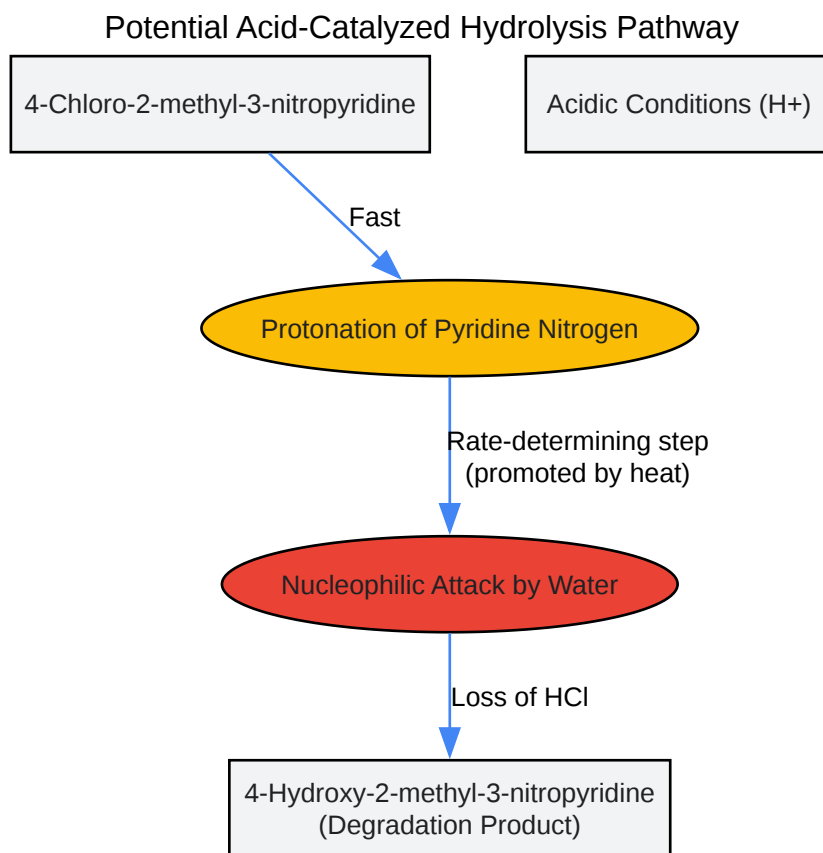 Potential Acid-Catalyzed Hydrolysis Pathway
4-Chloro-2-methyl-3-nitropyridine
Acidic Conditions (H+)
Fast
Protonation of Pyridine Nitrogen
Rate-determining step
(promoted by heat)
Nucleophilic Attack by Water
Loss of HCl
4-Hydroxy-2-methyl-3-nitropyridine
(Degradation Product)